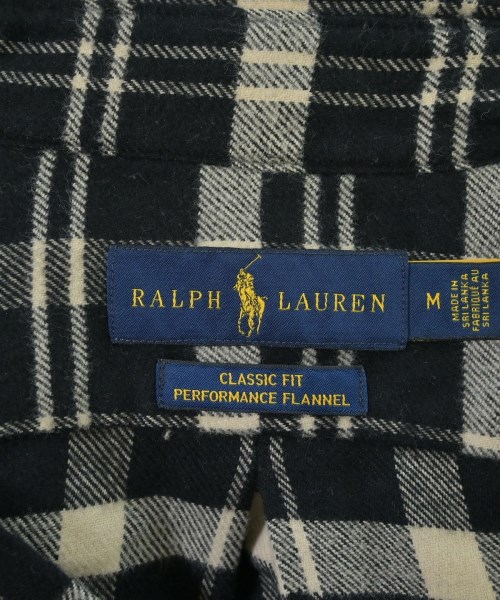 RALPH LAUREN
M
MADE IN
SRI LANKA
FABRIQUÉ AU
SRI LANKA
CLASSIC FIT
PERFORMANCE FLANNEL